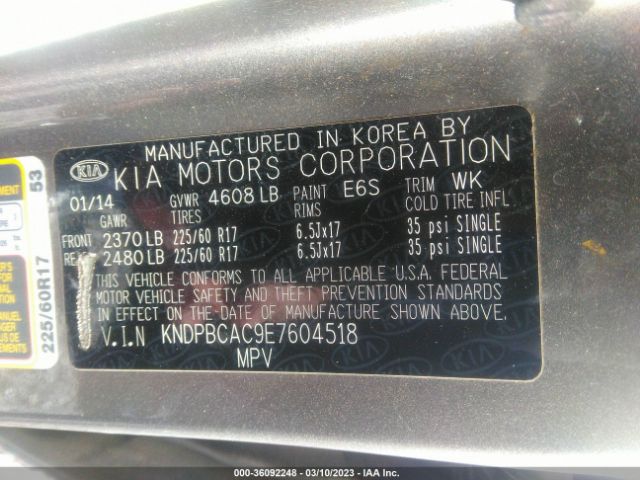 MANUFACTURED IN KOREA BY
KIA KIA MOTORS CORPORATION
01/14 GVWR 4608 LB PAINT E6S TRIM WK
GAWR TIRES RIMS COLD TIRE INFL
FRONT 2370 LB 225/60 R17 6.5Jx17 35 psi SINGLE
2480 LB 225/60 R17 6.5Jx17 35 psi SINGLE
THIS VEHICLE CONFORMS TO ALL APPLICABLE U.S.A. FEDERAL
MOTOR VEHICLE SAFETY AND THEFT PREVENTION STANDARDS
IN EFFECT ON THE DATE OF MANUFACTURE SHOWN ABOVE.
V.I.N KNDPBCAC9E7604518
MPV
53
225/60R17
000-36092248 - 03/10/2023 - IAA Inc.